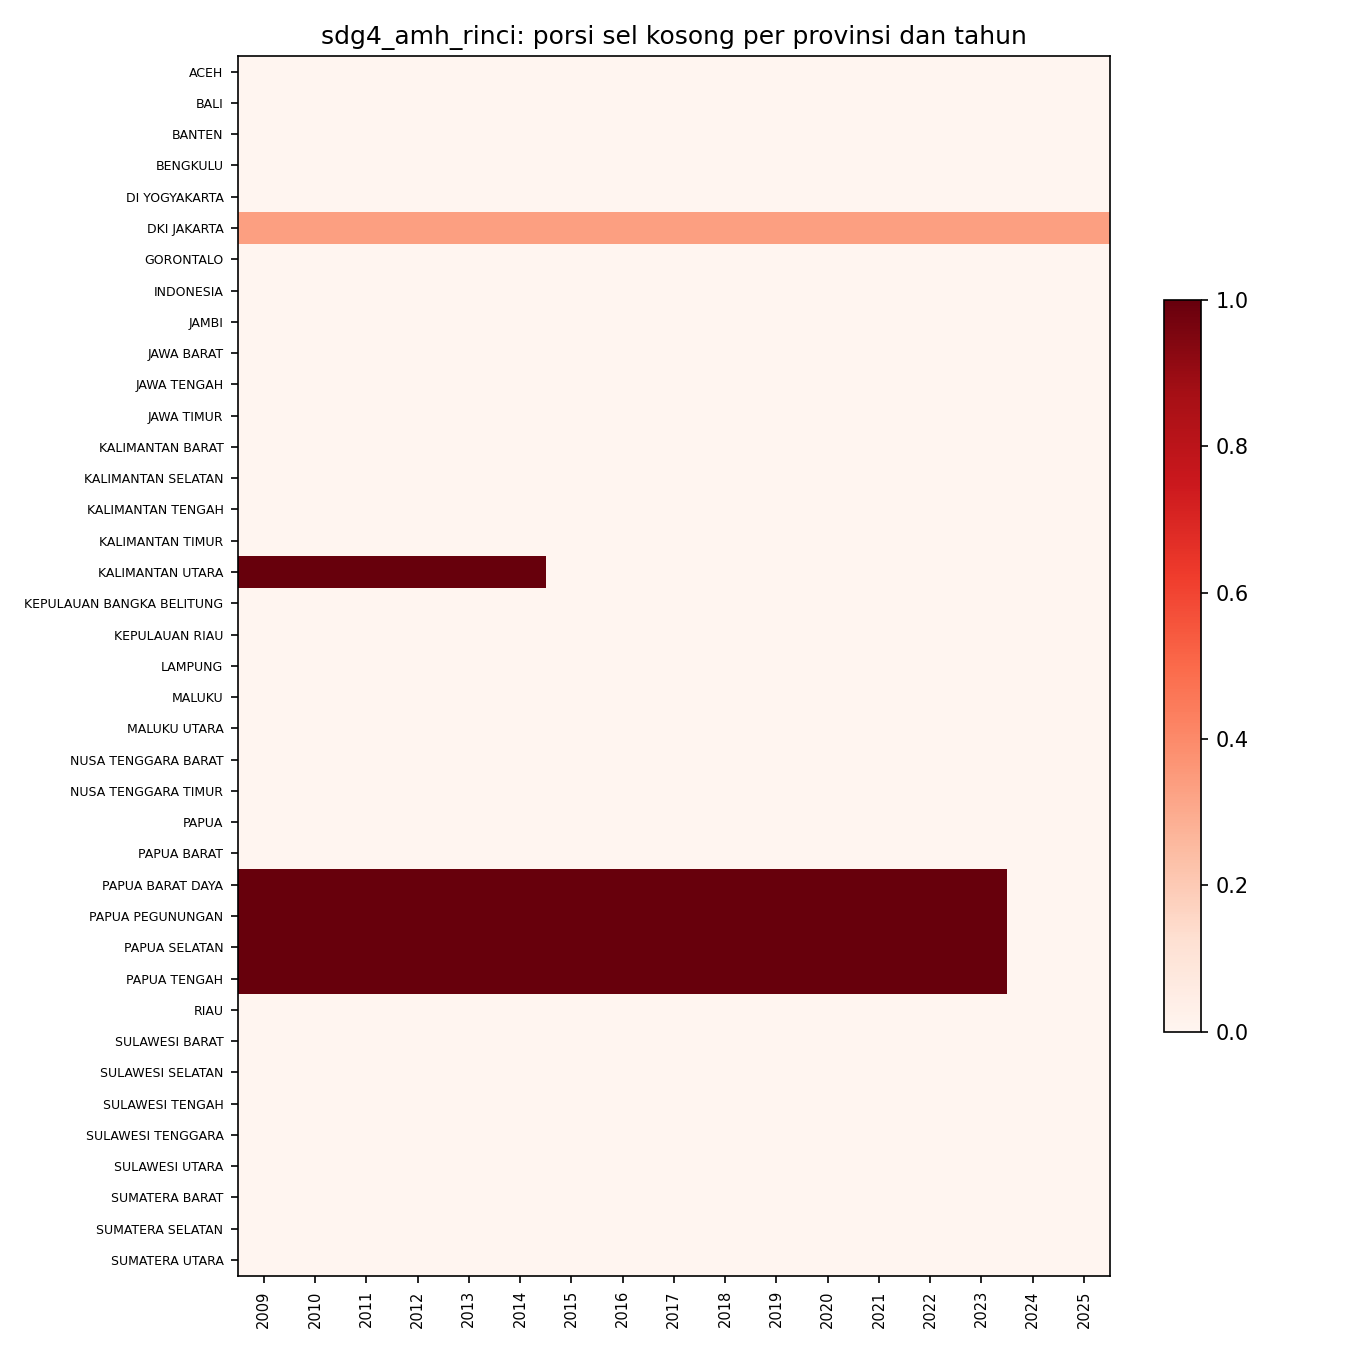 sdg4_amh_rinci: porsi sel kosong per provinsi dan tahun
ACEH
BALI
BANTEN
BENGKULU
DI YOGYAKARTA
DKI JAKARTA
GORONTALO
INDONESIA
JAMBI
JAWA BARAT
JAWA TENGAH
JAWA TIMUR
KALIMANTAN BARAT
KALIMANTAN SELATAN
KALIMANTAN TENGAH
KALIMANTAN TIMUR
KALIMANTAN UTARA
KEPULAUAN BANGKA BELITUNG
KEPULAUAN RIAU
LAMPUNG
MALUKU
MALUKU UTARA
NUSA TENGGARA BARAT
NUSA TENGGARA TIMUR
PAPUA
PAPUA BARAT
PAPUA BARAT DAYA
PAPUA PEGUNUNGAN
PAPUA SELATAN
PAPUA TENGAH
RIAU
SULAWESI BARAT
SULAWESI SELATAN
SULAWESI TENGAH
SULAWESI TENGGARA
SULAWESI UTARA
SUMATERA BARAT
SUMATERA SELATAN
SUMATERA UTARA
2009 2010 2011 2012 2013 2014 2015 2016 2017 2018 2019 2020 2021 2022 2023 2024 2025
1.0
0.8
0.6
0.4
0.2
0.0